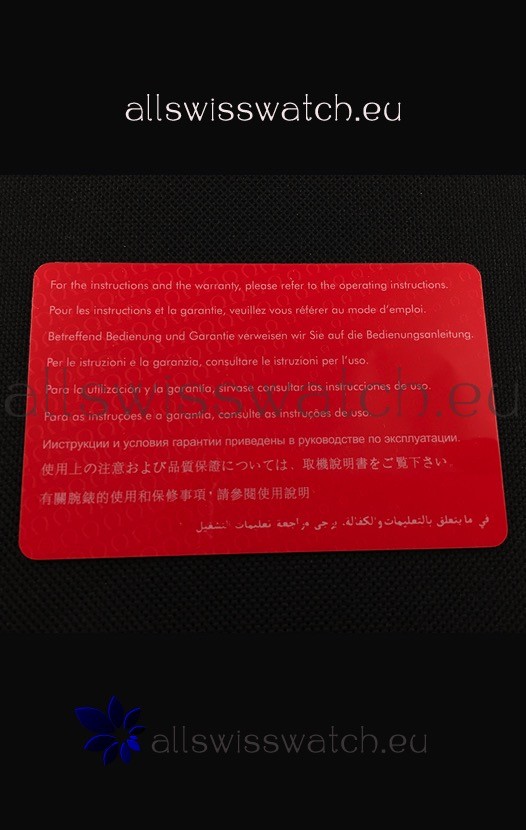 allswisswatch.eu
For the instructions and the warranty, please refer to the operating instructions.
Pour les instructions et la garantie, veuillez vous référer au mode d'emploi.
Betreffend Bedienung und Garantie verweisen wir Sie auf die Bedienungsanleitung.
Per le istruzioni e la garanzia, consultare le istruzioni per l'uso.
Para la utilización y la garantía, sírvase consultar las instrucciones de uso.
allswisswatch.eu
Para as instruções e a garantia, consulte as instruções de uso.
Инструкции и условия гарантии приведены в руководстве по эксплуатации.
使用上の注意および品質保證については、取機說明書をご覧下さい。
有關腕錶的使用和保修事項，請參閱使用說明
في ما يتعلق بالتعليمات والكفالة، يرجى مراجعة تعليمات التشغيل
allswisswatch.eu